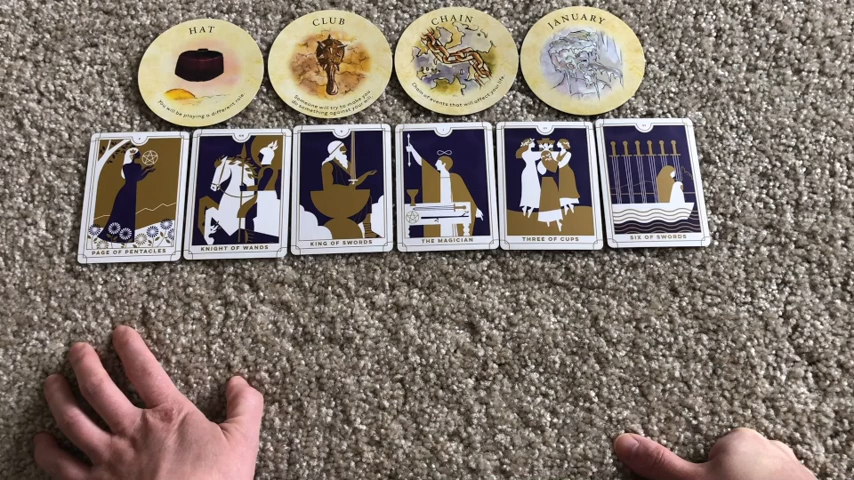 HAT
You will be playing a different role.
CLUB
Someone will try to make you
do something against your will.
CHAIN
Chain of events that will affect your life.
JANUARY
PAGE OF PENTACLES
KNIGHT OF WANDS
KING OF SWORDS
THE MAGICIAN
THREE OF CUPS
SIX OF SWORDS